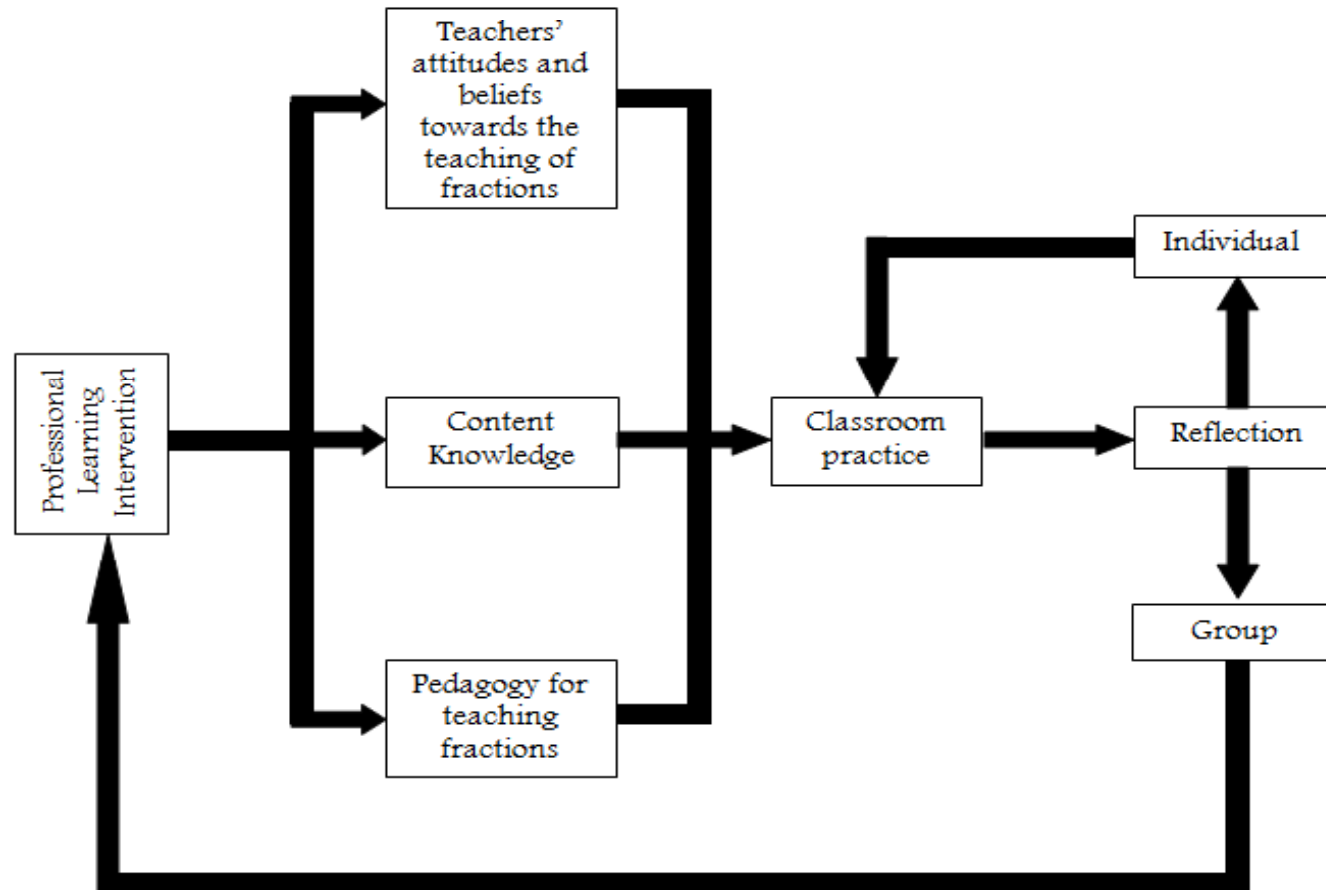 Teachers’
attitudes and
beliefs
towards the
teaching of
fractions
Individual
Professional
Learning
Intervention
Content
Knowledge
Classroom
practice
Reflection
Group
Pedagogy for
teaching
fractions